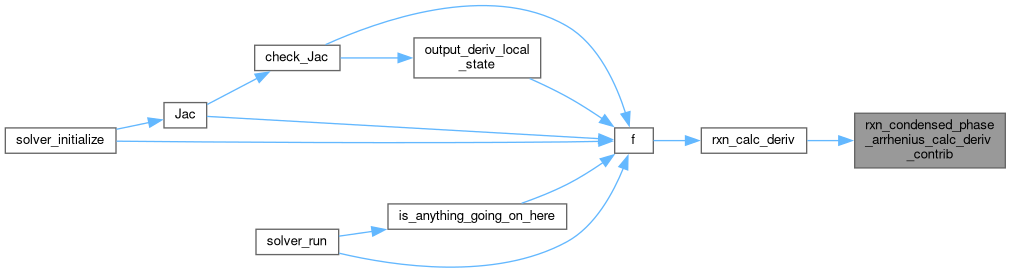 check_Jac
output_deriv_local
_state
Jac
solver_initialize
f
rxn_calc_deriv
rxn_condensed_phase
_arrhenius_calc_deriv
_contrib
is_anything_going_on_here
solver_run